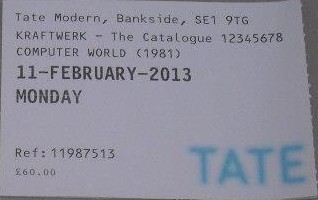 Tate Modern, Bankside, SE1 9TG
KRAFTWERK - The Catalogue 12345678
COMPUTER WORLD (1981)
11-FEBRUARY-2013
MONDAY
Ref: 11987513
£60.00
TATE